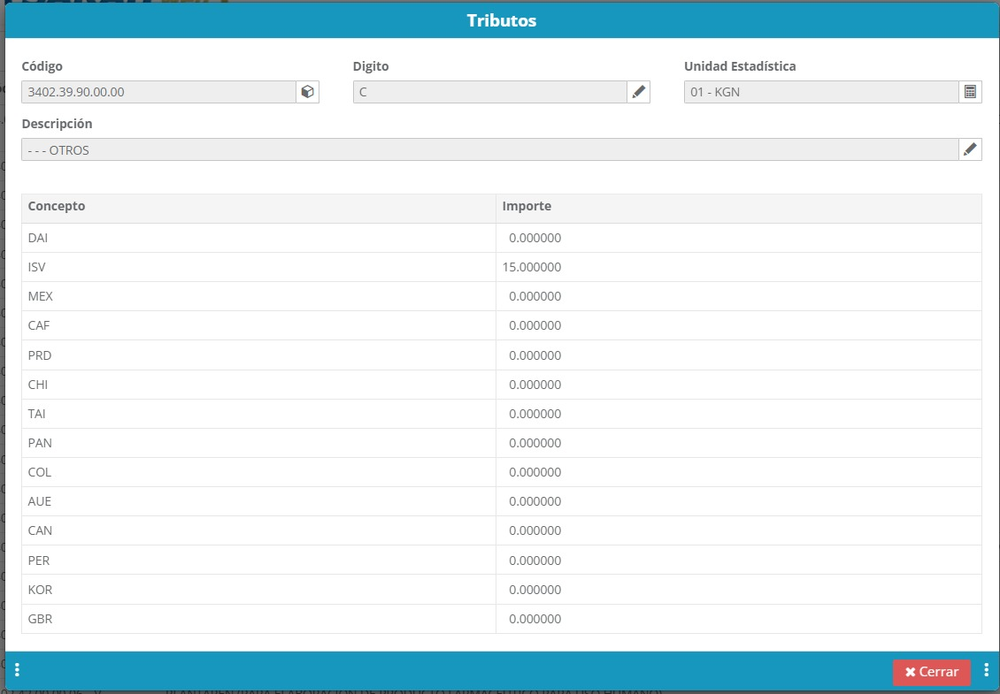 Tributos
Código Digito Unidad Estadística
3402.39.90.00.00 C 01 - KGN
Descripción
- - - OTROS
Concepto Importe
DAI 0.000000
ISV 15.000000
MEX 0.000000
CAF 0.000000
PRD 0.000000
CHI 0.000000
TAI 0.000000
PAN 0.000000
COL 0.000000
AUE 0.000000
CAN 0.000000
PER 0.000000
KOR 0.000000
GBR 0.000000
Cerrar